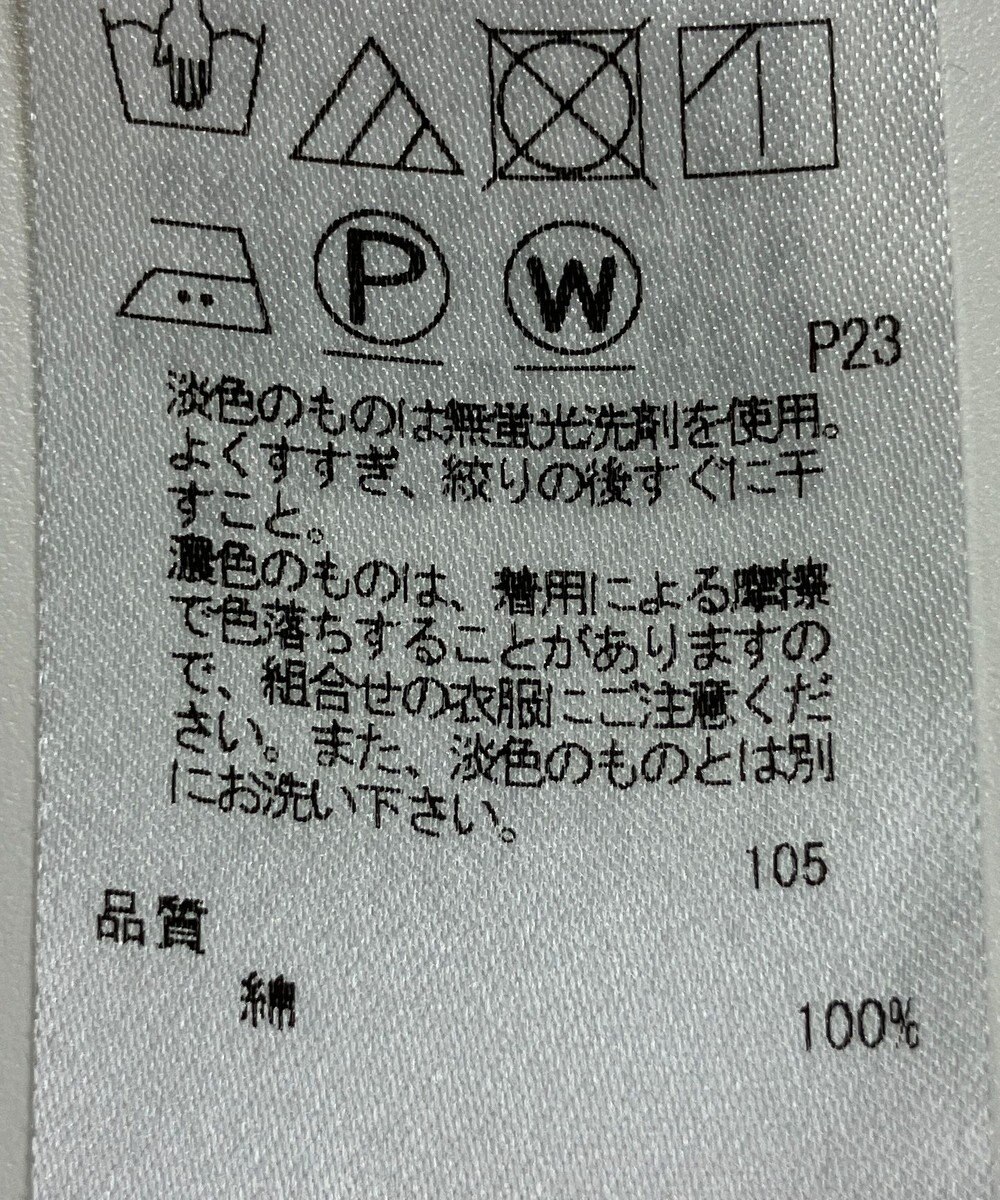 P
W
P23
淡色のものは無蛍光洗剤を使用。
よくすすぎ、絞りの後すぐに干
すこと。
濃色のものは、着用による摩擦
で色落ちすることがありますの
で、組合せの衣服にご注意くだ
さい。また、淡色のものとは別
にお洗い下さい。
105
品質
綿 100%